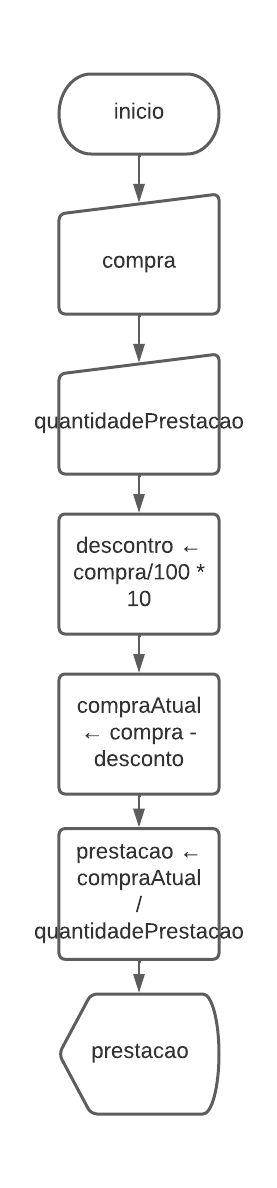 inicio
compra
quantidadePrestacao
descontro ←
compra/100 *
10
compraAtual
← compra -
desconto
prestacao ←
compraAtual
/
quantidadePrestacao
prestacao